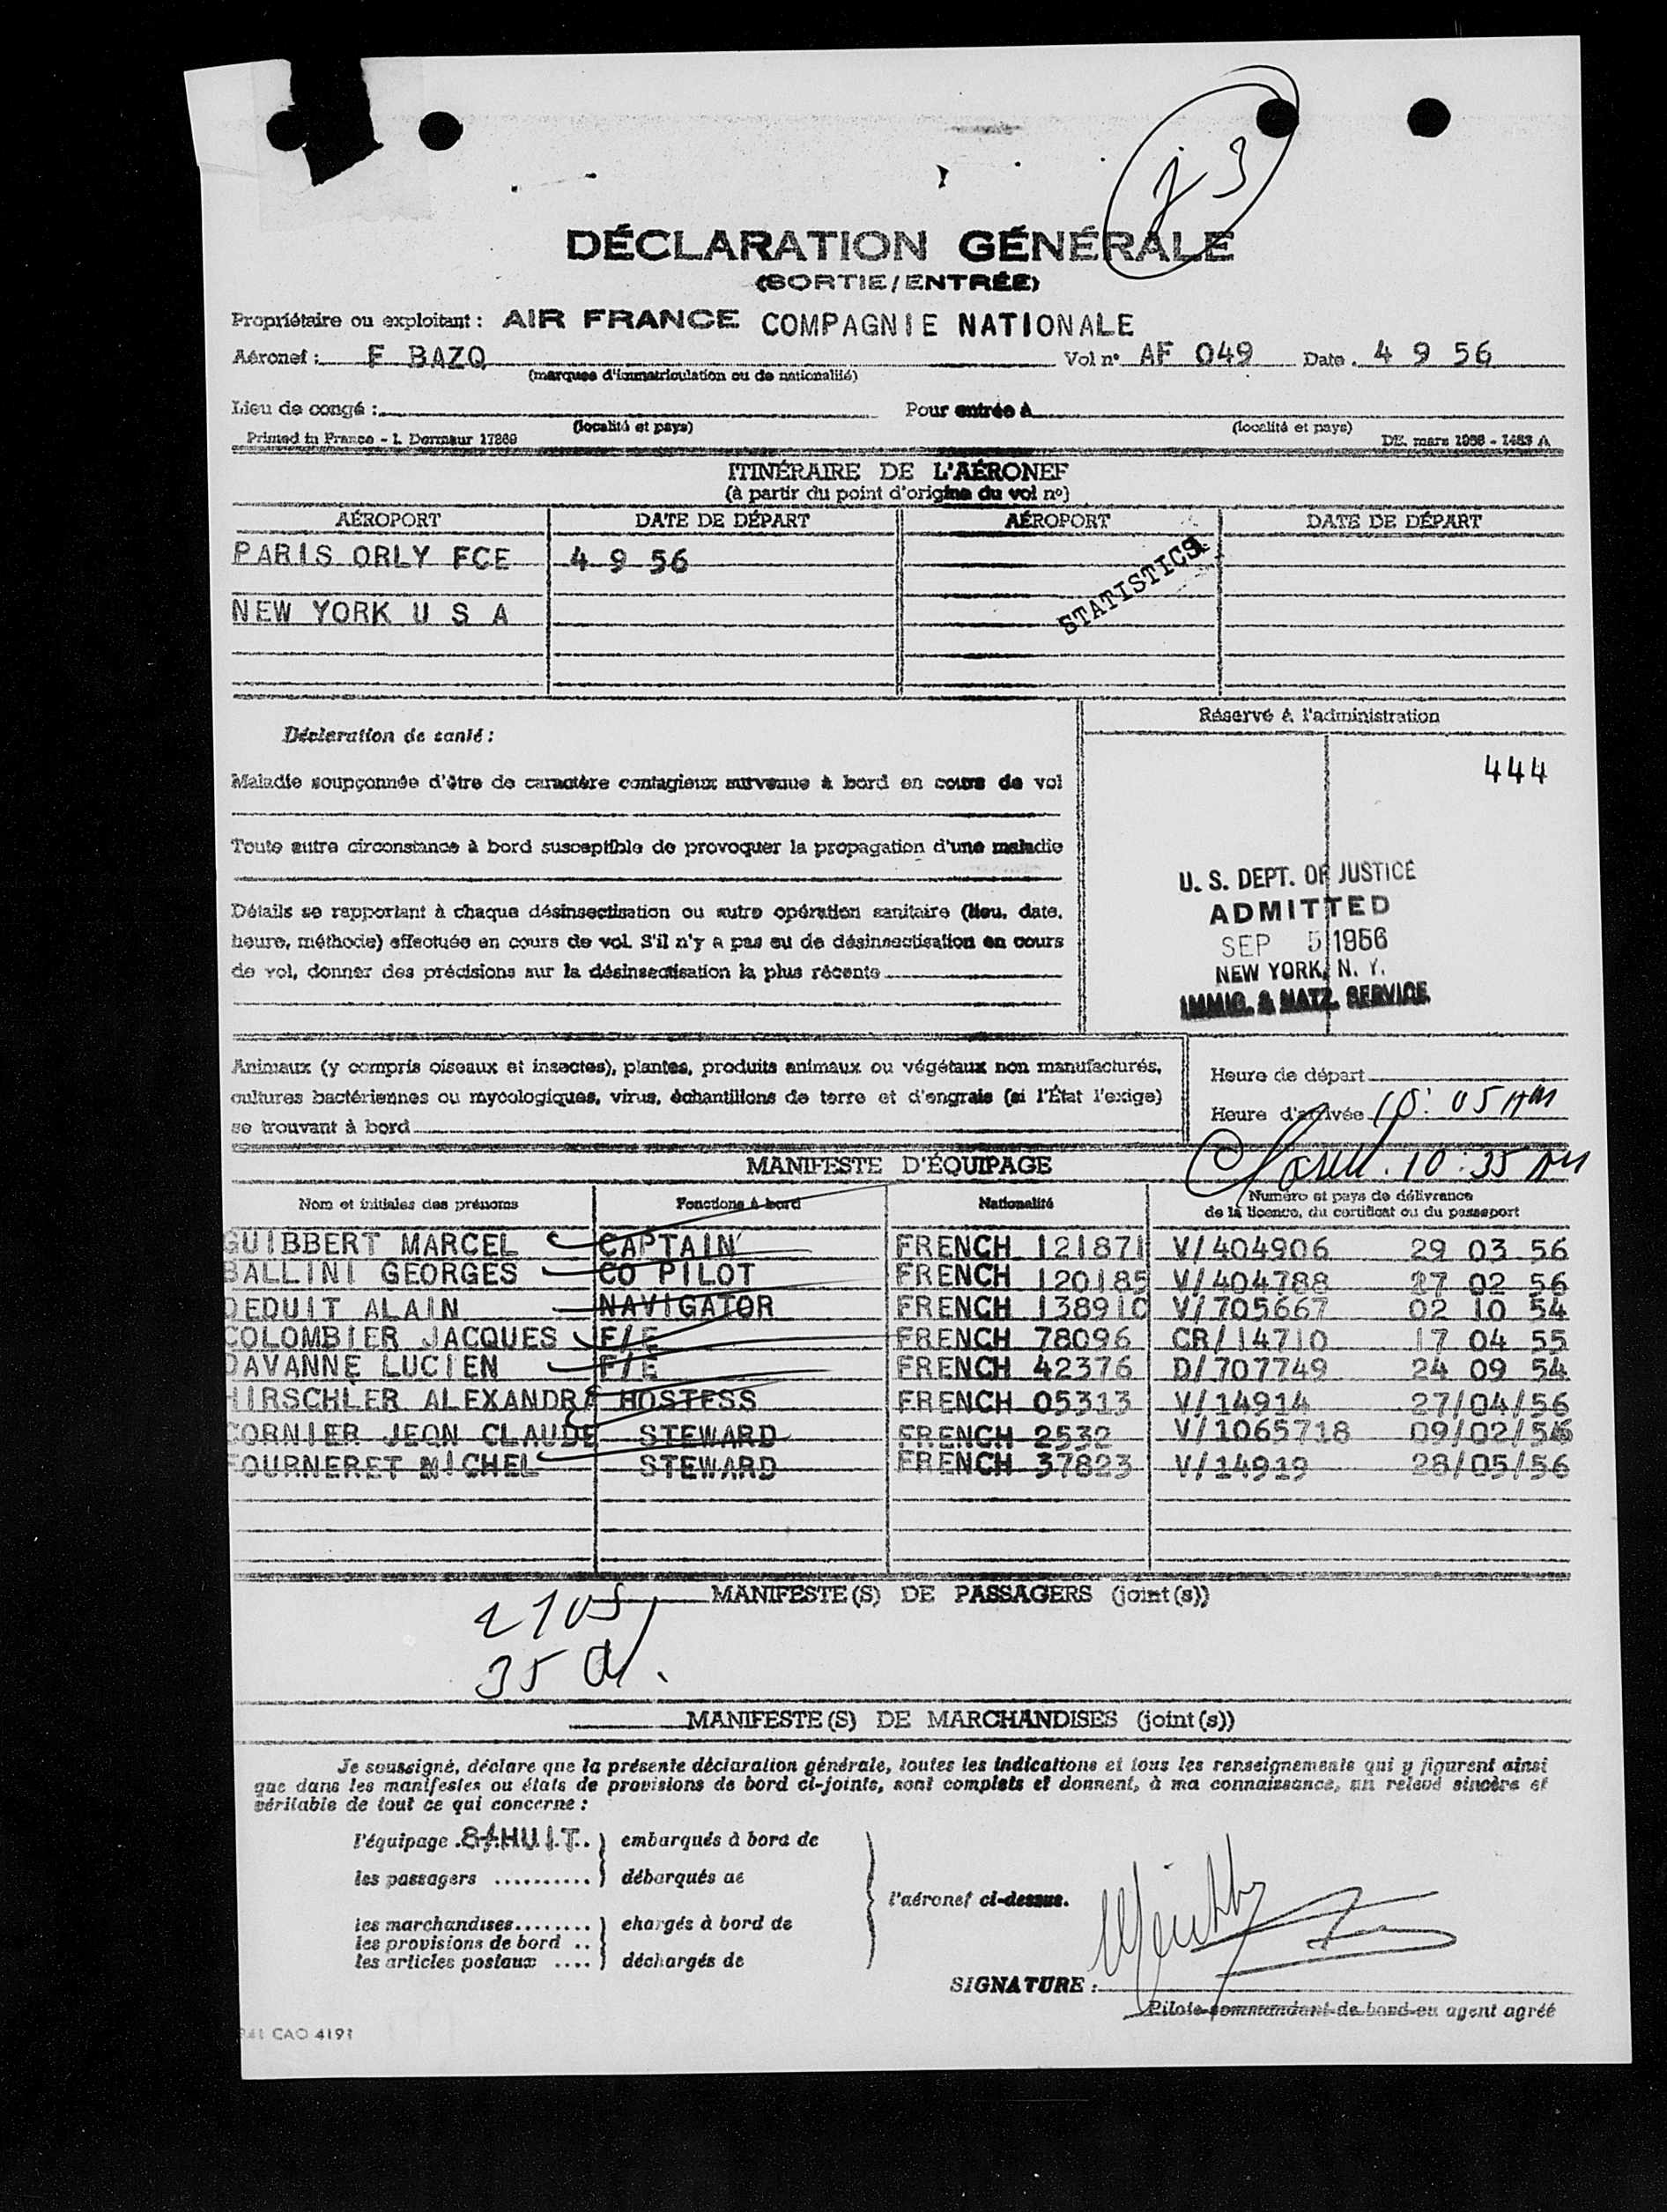 j 3
DÉCLARATION GÉNÉRALE
(SORTIE/ENTRÉE)
Propriétaire ou exploitant : AIR FRANCE COMPAGNIE NATIONALE
Aéronef : F BAZQ Vol n° AF 049 Date 4 9 56
(marques d'immatriculation ou de nationalité)
Lieu de congé : Pour entrée à
(localité et pays) (localité et pays)
Printed in France - I. Dermaur 17269 DE. mars 1956 - 1483 A
ITINÉRAIRE DE L'AÉRONEF
(à partir du point d'origine du vol n°)
AÉROPORT DATE DE DÉPART AÉROPORT DATE DE DÉPART
PARIS ORLY FCE 4 9 56
STATISTICS
NEW YORK U S A
Réservé à l'administration
Déclaration de santé :
444
Maladie soupçonnée d'être de caractère contagieux survenue à bord en cours de vol
Toute autre circonstance à bord susceptible de provoquer la propagation d'une maladie
Détails se rapportant à chaque désinsectisation ou autre opération sanitaire (lieu, date,
heure, méthode) effectuée en cours de vol. S'il n'y a pas eu de désinsectisation en cours
de vol, donner des précisions sur la désinsectisation la plus récente
U. S. DEPT. OF JUSTICE
ADMITTED
SEP 5 1956
NEW YORK, N. Y.
IMMIG. & NATZ. SERVICE
Animaux (y compris oiseaux et insectes), plantes, produits animaux ou végétaux non manufacturés,
cultures bactériennes ou mycologiques, virus, échantillons de terre et d'engrais (si l'État l'exige)
se trouvant à bord
Heure de départ
Heure d'arrivée 10:05 AM
10:35 AM
MANIFESTE D'ÉQUIPAGE
Nom et initiales des prénoms Fonctions à bord Nationalité Numéro et pays de délivrance
de la licence, du certificat ou du passeport
GUIBBERT MARCEL CAPTAIN FRENCH 121871 V/404906 29 03 56
BALLINI GEORGES CO PILOT FRENCH 120185 V/404788 27 02 56
DEDUIT ALAIN NAVIGATOR FRENCH 138910 V/705667 02 10 54
COLOMBIER JACQUES F/E FRENCH 78096 CR/14710 17 04 55
DAVANNE LUCIEN F/E FRENCH 42376 D/707749 24 09 54
HIRSCHLER ALEXANDRE HOSTESS FRENCH 05313 V/14914 27/04/56
CORNIER JEON CLAUDE STEWARD FRENCH 2532 V/1065718 09/02/56
FOURNERET MICHEL STEWARD FRENCH 37823 V/14919 28/05/56
MANIFESTE(S) DE PASSAGERS (joint(s))
35
MANIFESTE(S) DE MARCHANDISES (joint(s))
Je soussigné, déclare que la présente déclaration générale, toutes les indications et tous les renseignements qui y figurent ainsi
que dans les manifestes ou états de provisions de bord ci-joints, sont complets et donnent, à ma connaissance, un relevé sincère et
véritable de tout ce qui concerne :
l'équipage .8/HUIT.. ) embarqués à bord de
les passagers .......... ) débarqués de
l'aéronef ci-dessus.
les marchandises........ ) chargés à bord de
les provisions de bord ..
les articles postaux .... ) déchargés de
SIGNATURE :
Pilote commandant de bord ou agent agréé
341 CAO 4191